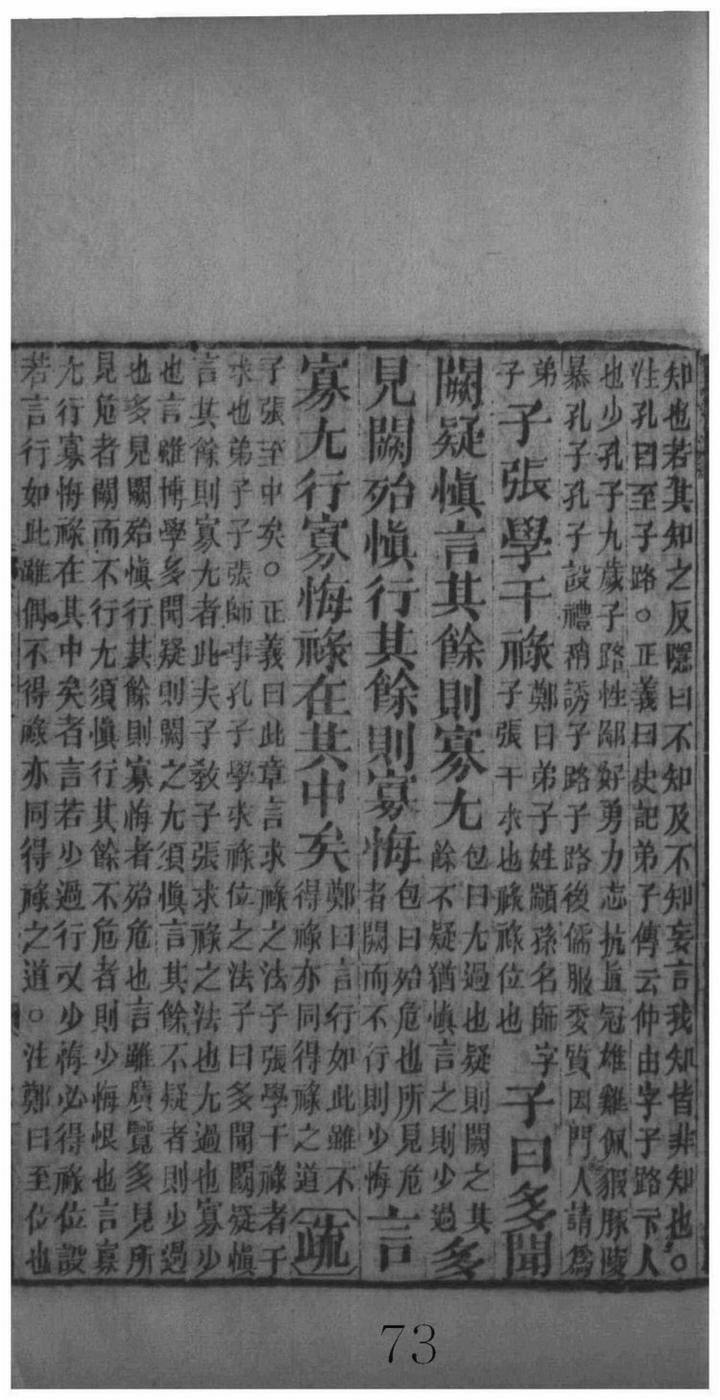 知也若其知之反隱曰不知及不知妄言我知皆非知也。
注孔曰至子路。正義曰史記弟子傳云仲由字子路卞人
也少孔子九歲子路性鄙好勇力志抗直冠雄雞佩豭豚陵
暴孔子孔子設禮稍誘子路子路後儒服委質因門人請為
弟
子
子張學干祿
鄭曰弟子姓顓孫名師字
子張干求也祿祿位也
子曰多聞
闕疑慎言其餘則寡尤
包曰尤過也疑則闕之其
餘不疑猶慎言之則少過
多
見闕殆慎行其餘則寡悔
包曰殆危也所見危
者闕而不行則少悔
言
寡尤行寡悔祿在其中矣
鄭曰言行如此雖不
得祿亦同得祿之道
疏
子張至中矣。正義曰此章言求祿之法子張學干祿者干
求也弟子子張師事孔子學求祿位之法子曰多聞闕疑慎
言其餘則寡尤者此夫子教子張求祿之法也尤過也寡少
也言雖博學多聞疑則闕之尤須慎言其餘不疑者則少過
也多見闕殆慎行其餘則寡悔者殆危也言雖廣覽多見所
見危者闕而不行尤須慎行其餘不危者則少悔恨也言寡
尤行寡悔祿在其中矣者言若少過行又少悔必得祿位設
若言行如此雖偶不得祿亦同得祿之道。注鄭曰至位也
73